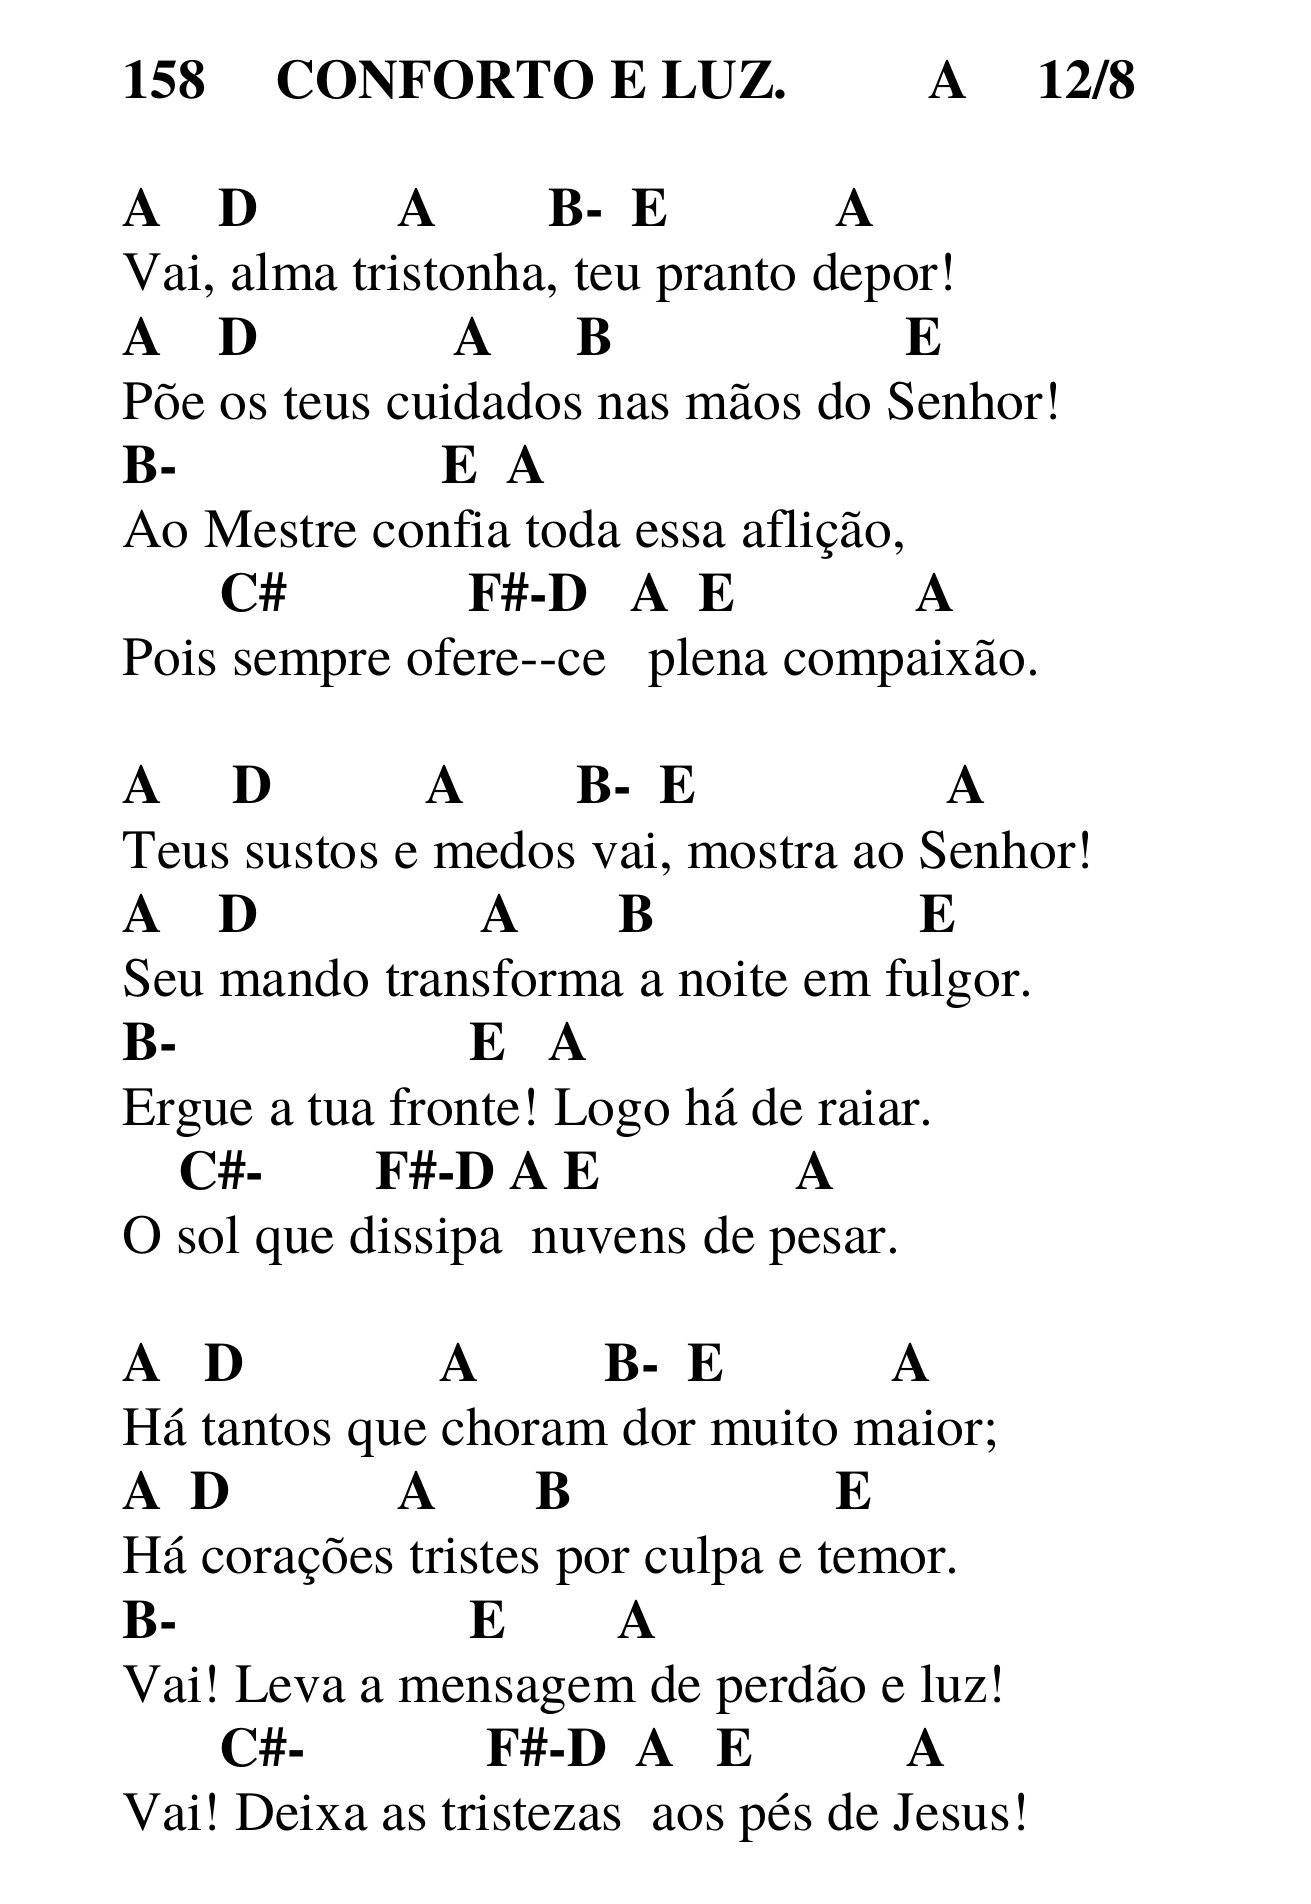 158 CONFORTO E LUZ. A 12/8
A D A B- E A
Vai, alma tristonha, teu pranto depor!
A D A B E
Põe os teus cuidados nas mãos do Senhor!
B- E A
Ao Mestre confia toda essa aflição,
C# F#-D A E A
Pois sempre ofere--ce plena compaixão.
A D A B- E A
Teus sustos e medos vai, mostra ao Senhor!
A D A B E
Seu mando transforma a noite em fulgor.
B- E A
Ergue a tua fronte! Logo há de raiar.
C#- F#-D A E A
O sol que dissipa nuvens de pesar.
A D A B- E A
Há tantos que choram dor muito maior;
A D A B E
Há corações tristes por culpa e temor.
B- E A
Vai! Leva a mensagem de perdão e luz!
C#- F#-D A E A
Vai! Deixa as tristezas aos pés de Jesus!